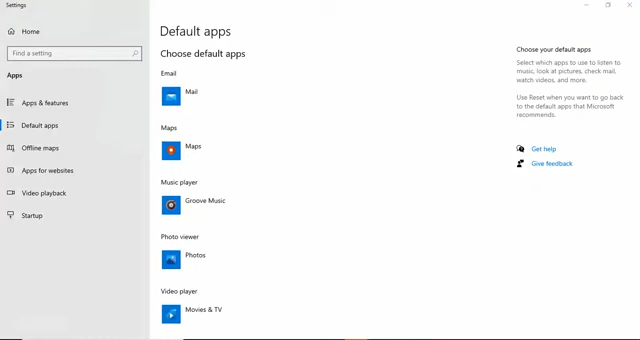 Settings
Home
Find a setting
Apps
Apps & features
Default apps
Offline maps
Apps for websites
Video playback
Startup
Default apps
Choose default apps
Email
Mail
Maps
Maps
Music player
Groove Music
Photo viewer
Photos
Video player
Movies & TV
Choose your default apps
Select which apps to use to listen to
music, look at pictures, check mail,
watch videos, and more.
Use Reset when you want to go back
to the default apps that Microsoft
recommends.
Get help
Give feedback